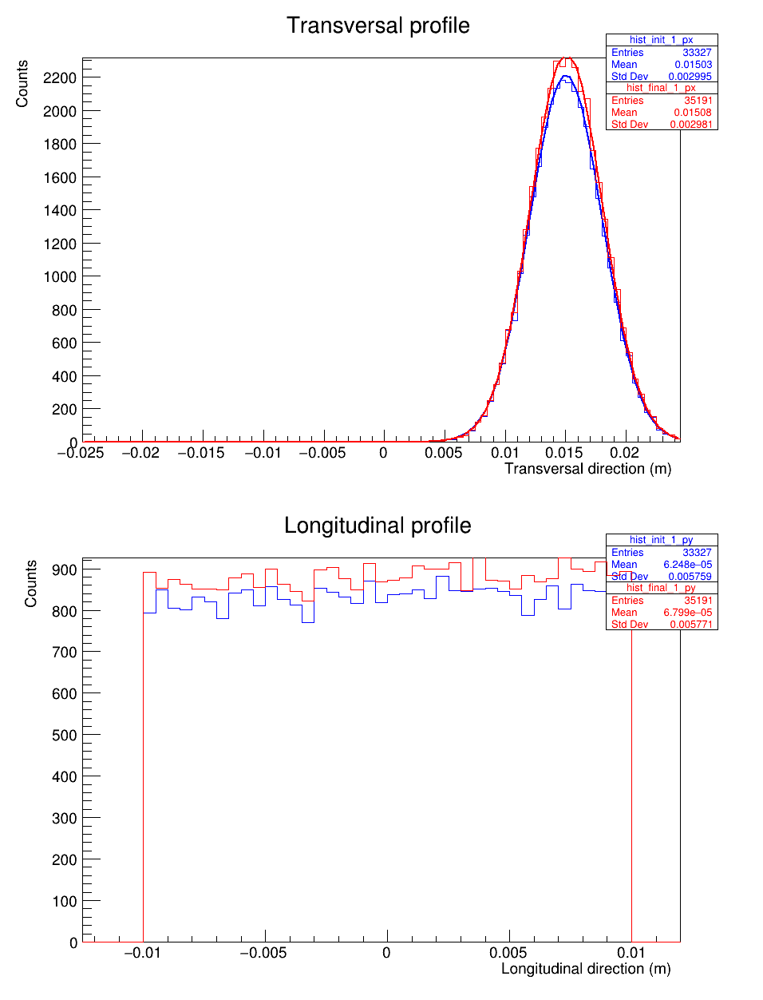 Transversal profile
Counts
hist_init_1_px
Entries 33327
Mean 0.01503
Std Dev 0.002995
hist_final_1_px
Entries 35191
Mean 0.01508
Std Dev 0.002981
2200
2000
1800
1600
1400
1200
1000
800
600
400
200
0
−0.025 −0.02 −0.015 −0.01 −0.005 0 0.005 0.01 0.015 0.02
Transversal direction (m)
Longitudinal profile
Counts
hist_init_1_py
Entries 33327
Mean 6.248e−05
Std Dev 0.005759
hist_final_1_py
Entries 35191
Mean 6.799e−05
Std Dev 0.005771
900
800
700
600
500
400
300
200
100
0
−0.01 −0.005 0 0.005 0.01
Longitudinal direction (m)